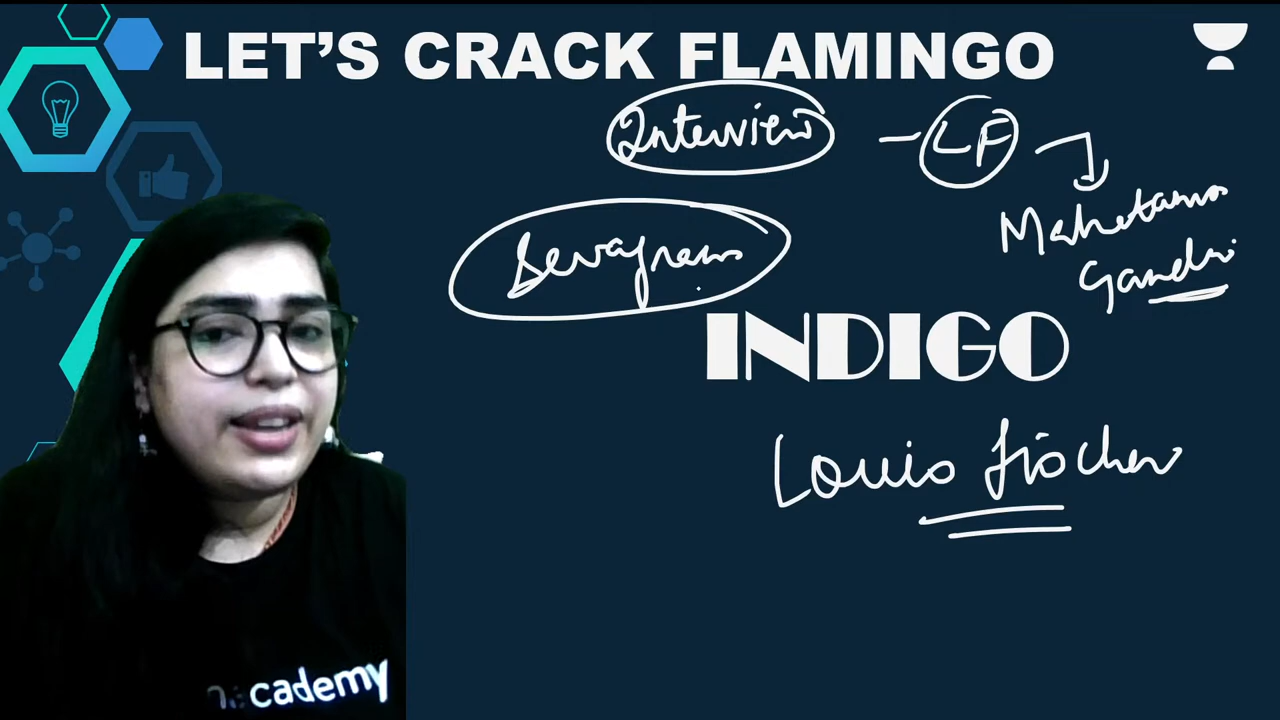 LET'S CRACK FLAMINGO
Interview - LF
Mahatama
Gandhi
Sevagram
INDIGO
Louis Fischer
cademy